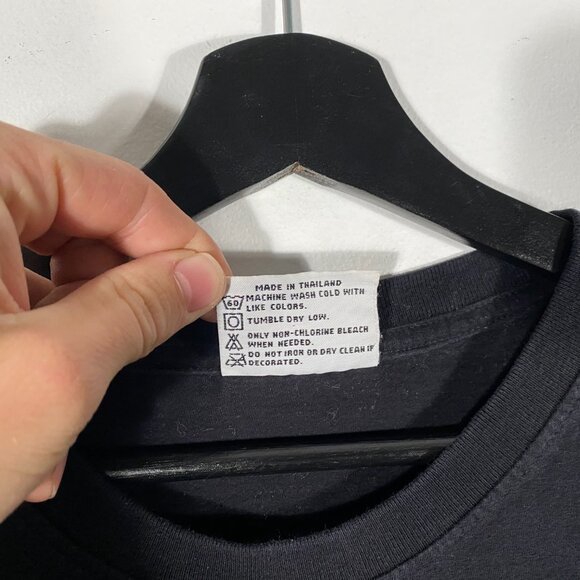 MADE IN THAILAND
60 MACHINE WASH COLD WITH
LIKE COLORS.
TUMBLE DRY LOW.
ONLY NON-CHLORINE BLEACH
WHEN NEEDED.
DO NOT IRON OR DRY CLEAN IF
DECORATED.